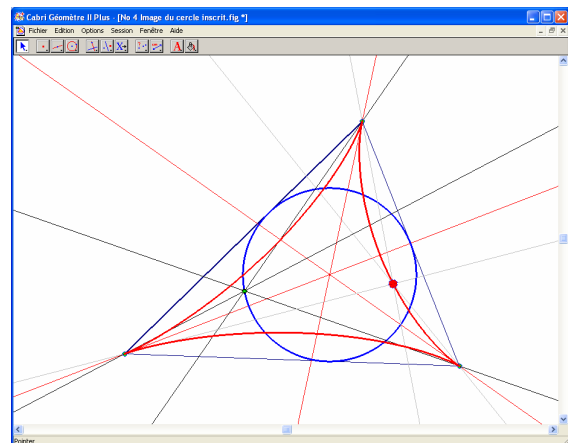 Cabri Géomètre II Plus - [No 4 Image du cercle inscrit.fig *]
Fichier Edition Options Session Fenêtre Aide
A
Pointer